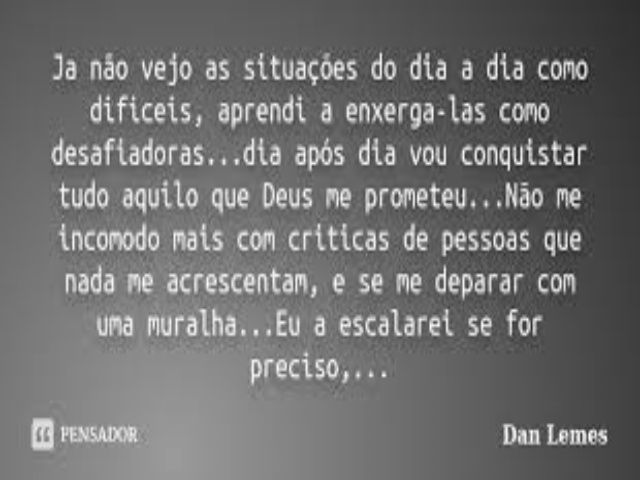 Ja não vejo as situações do dia a dia como
dificeis, aprendi a enxerga-las como
desafiadoras...dia após dia vou conquistar
tudo aquilo que Deus me prometeu...Não me
incomodo mais com criticas de pessoas que
nada me acrescentam, e se me deparar com
uma muralha...Eu a escalarei se for
preciso,...
PENSADOR
Dan Lemes